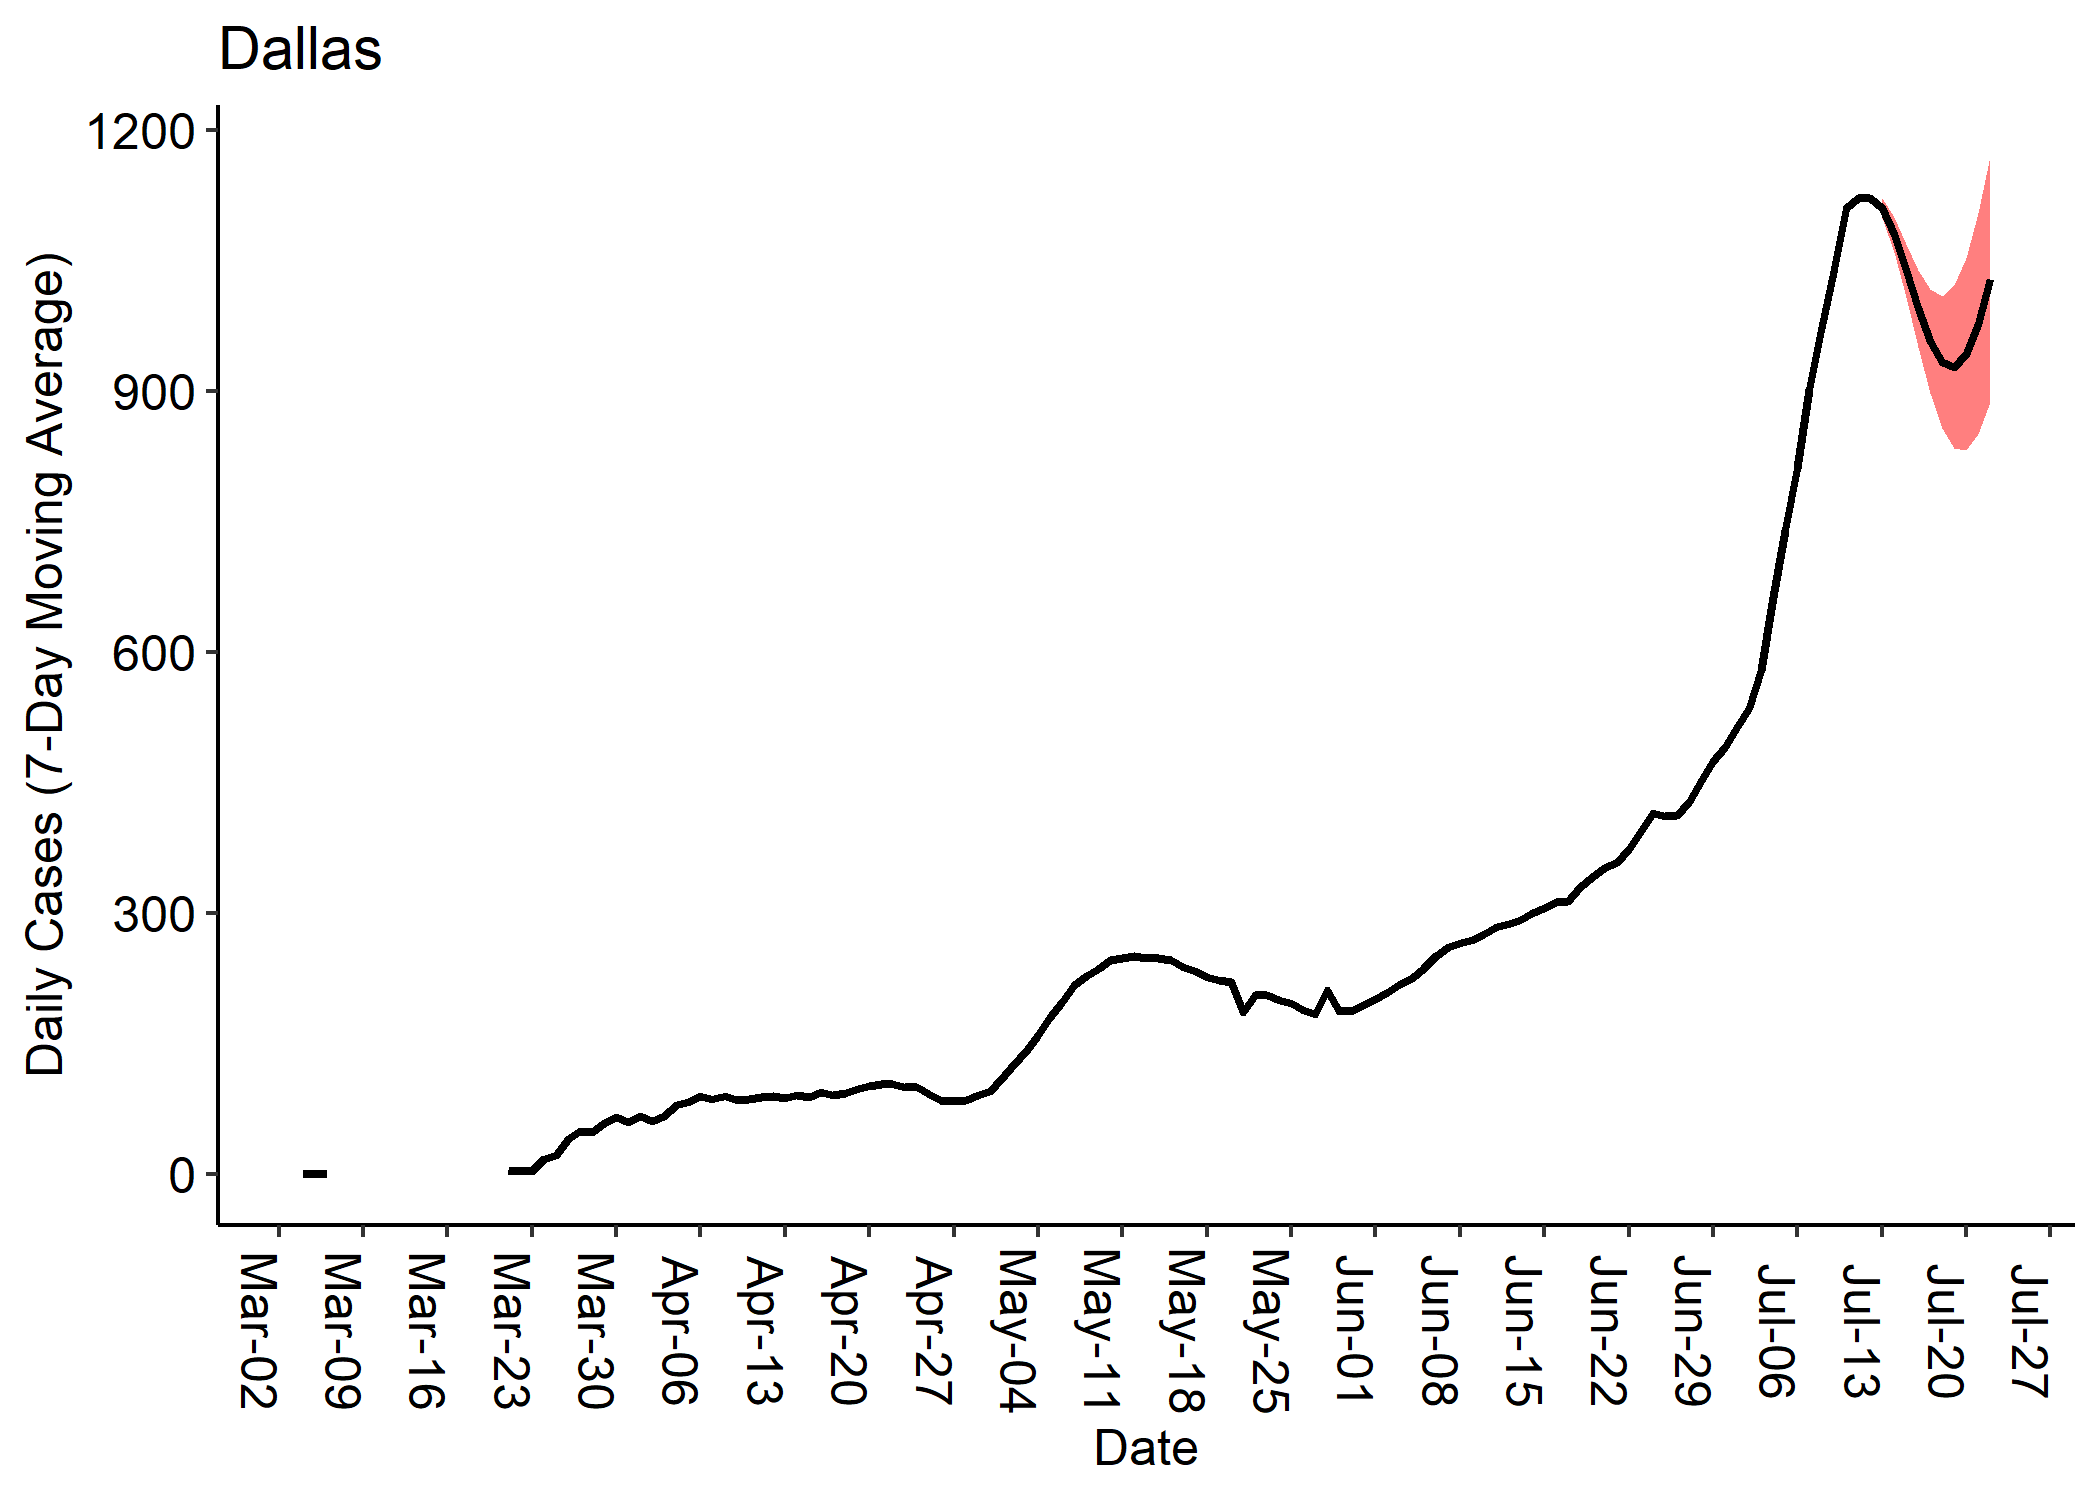 Dallas
Daily Cases (7-Day Moving Average)
1200
900
600
300
0
Mar-02
Mar-09
Mar-16
Mar-23
Mar-30
Apr-06
Apr-13
Apr-20
Apr-27
May-04
May-11
May-18
May-25
Jun-01
Jun-08
Jun-15
Jun-22
Jun-29
Jul-06
Jul-13
Jul-20
Jul-27
Date